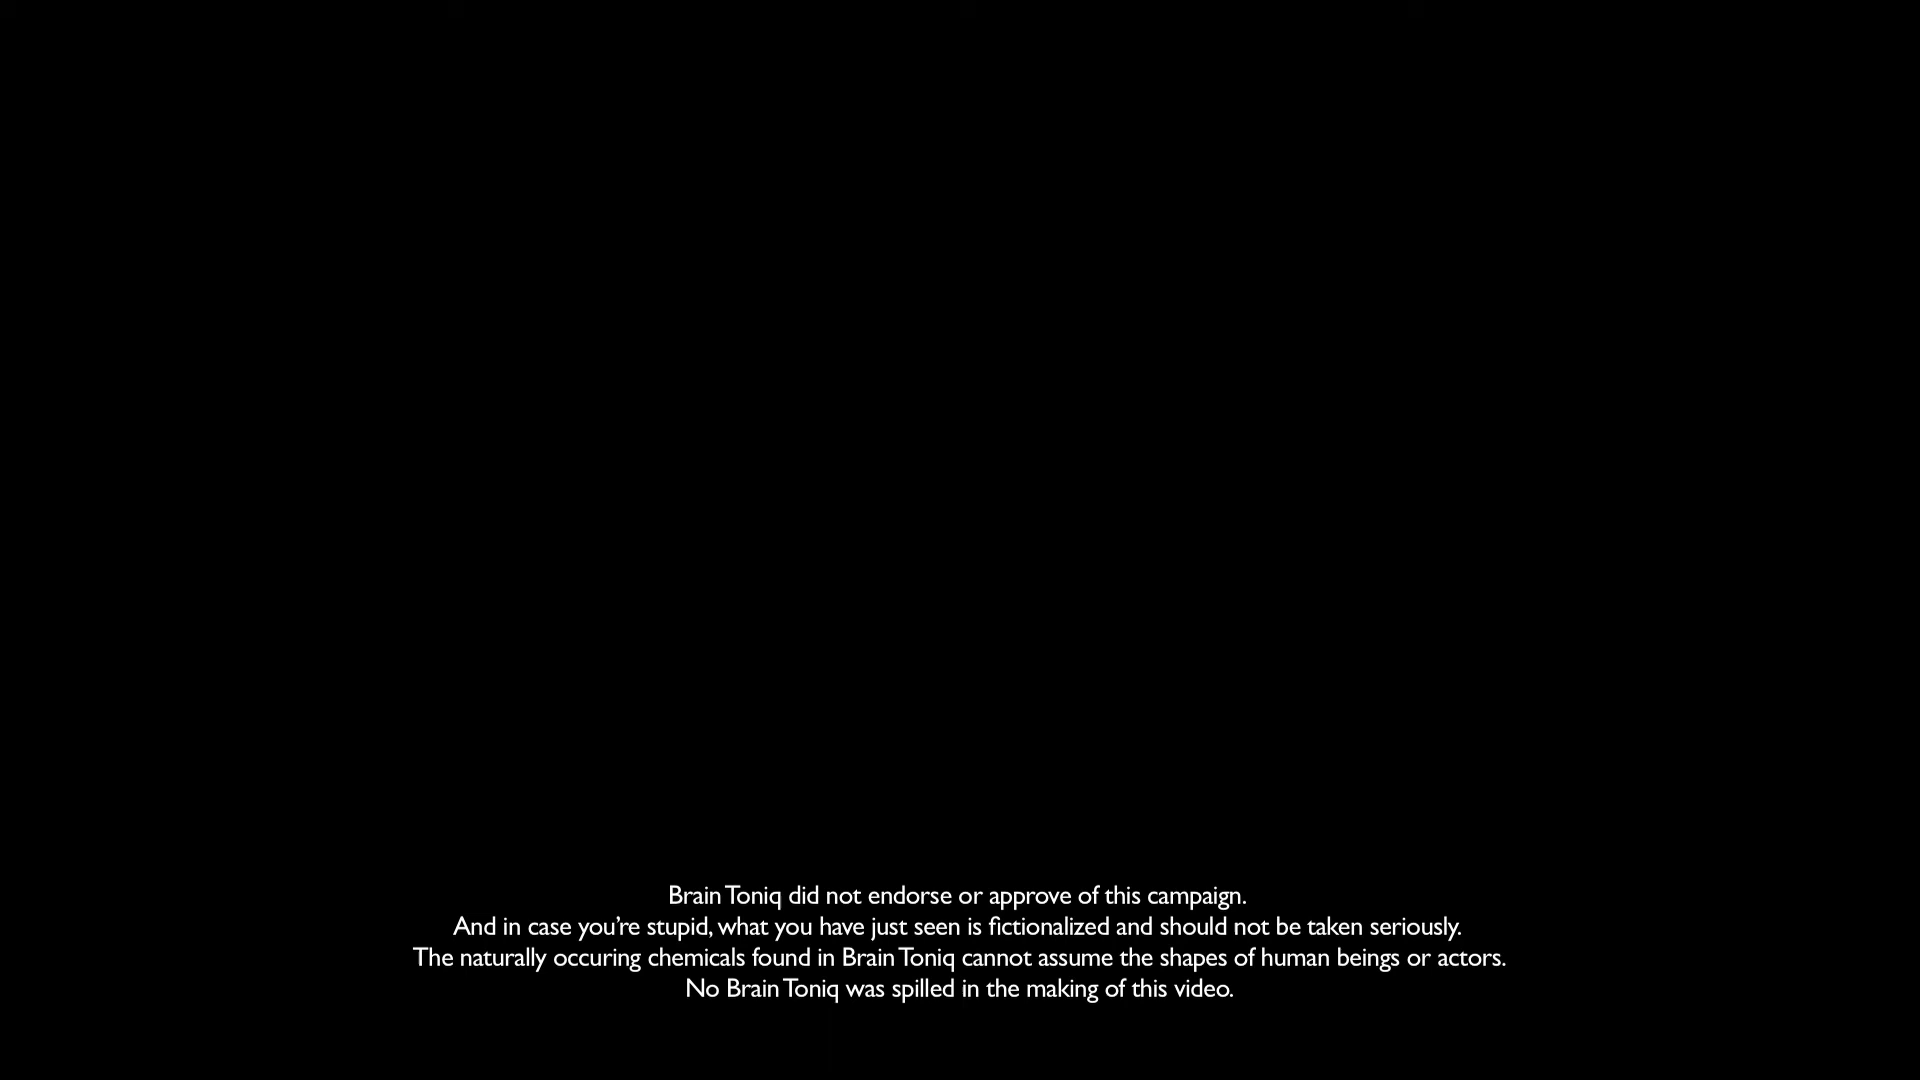 Brain Toniq did not endorse or approve of this campaign.
And in case you’re stupid, what you have just seen is fictionalized and should not be taken seriously.
The naturally occuring chemicals found in Brain Toniq cannot assume the shapes of human beings or actors.
No Brain Toniq was spilled in the making of this video.